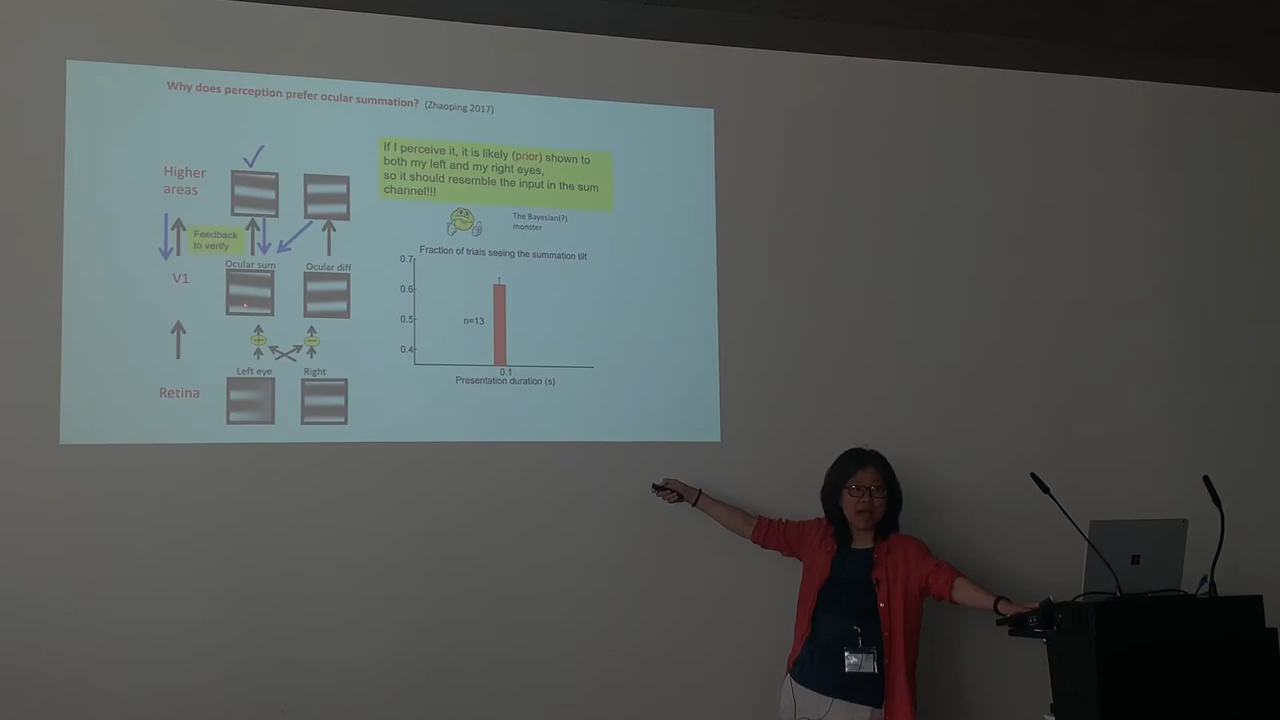 Why does perception prefer ocular summation? (Zhaoping 2017)
If I perceive it, it is likely (prior) shown to
both my left and my right eyes,
so it should resemble the input in the sum
channel!!!
Higher
areas
The Bayesian(?)
monster
Feedback
to verify
Fraction of trials seeing the summation tilt
0.7
Ocular sum
Ocular diff
V1
0.6
n=13
0.5
0.4
Left eye
Right
0.1
Presentation duration (s)
Retina